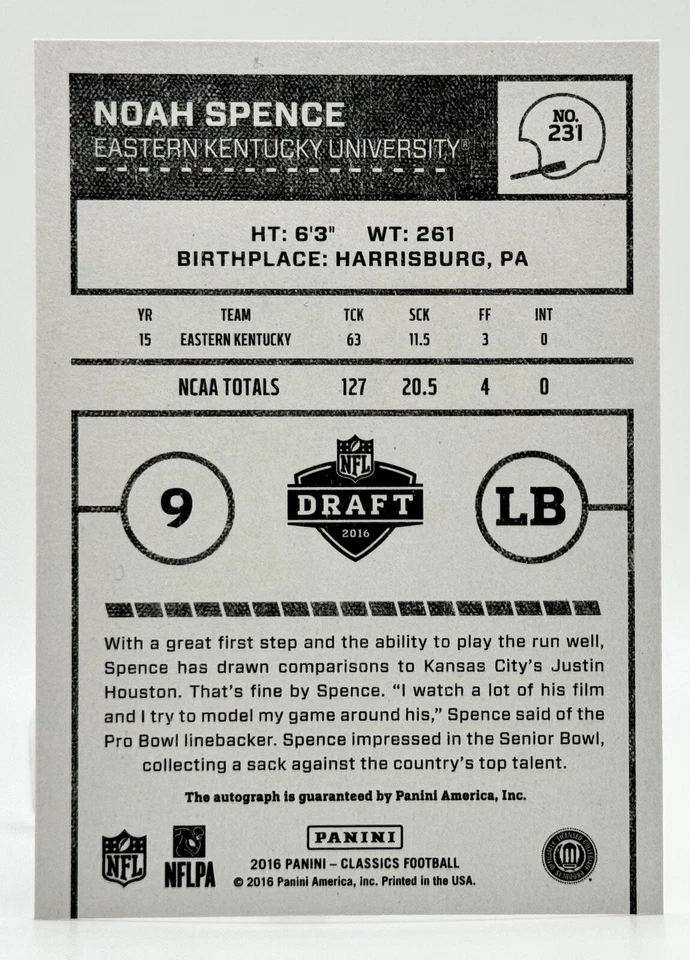 NOAH SPENCE
EASTERN KENTUCKY UNIVERSITY®
NO.
231
HT: 6'3" WT: 261
BIRTHPLACE: HARRISBURG, PA
YR TEAM TCK SCK FF INT
15 EASTERN KENTUCKY 63 11.5 3 0
NCAA TOTALS 127 20.5 4 0
9
NFL
DRAFT
2016
LB
With a great first step and the ability to play the run well,
Spence has drawn comparisons to Kansas City's Justin
Houston. That's fine by Spence. “I watch a lot of his film
and I try to model my game around his,” Spence said of the
Pro Bowl linebacker. Spence impressed in the Senior Bowl,
collecting a sack against the country's top talent.
The autograph is guaranteed by Panini America, Inc.
NFL
NFLPA
PANINI
2016 PANINI – CLASSICS FOOTBALL
© 2016 Panini America, Inc. Printed in the USA.